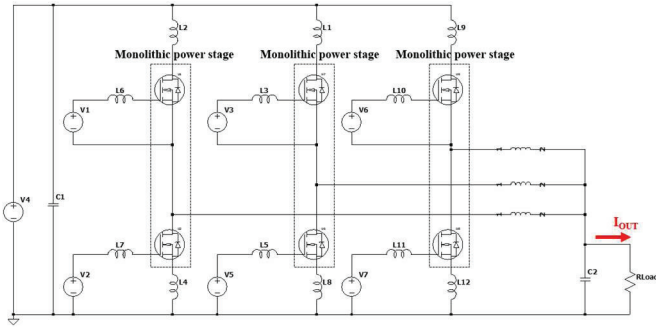 L2
L1
L9
Monolithic power stage
Monolithic power stage
Monolithic power stage
L6
L3
L10
V1
V3
V6
V4
C1
IOUT
L7
L5
L11
V2
V5
V7
L4
L8
L12
C2
RLoad